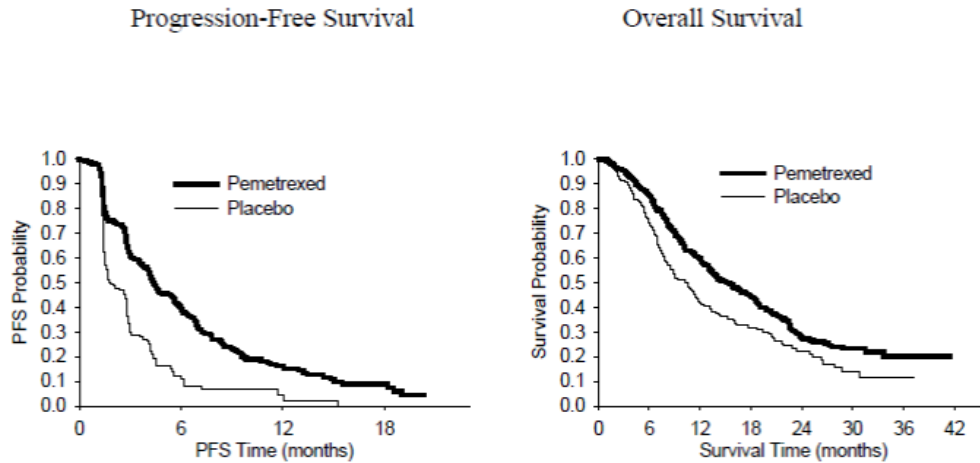 Progression-Free Survival
PFS Probability
1.0
0.9
0.8
0.7
0.6
0.5
0.4
0.3
0.2
0.1
0.0
Pemetrexed
Placebo
0 6 12 18
PFS Time (months)
Overall Survival
Survival Probability
1.0
0.9
0.8
0.7
0.6
0.5
0.4
0.3
0.2
0.1
0.0
Pemetrexed
Placebo
0 6 12 18 24 30 36 42
Survival Time (months)